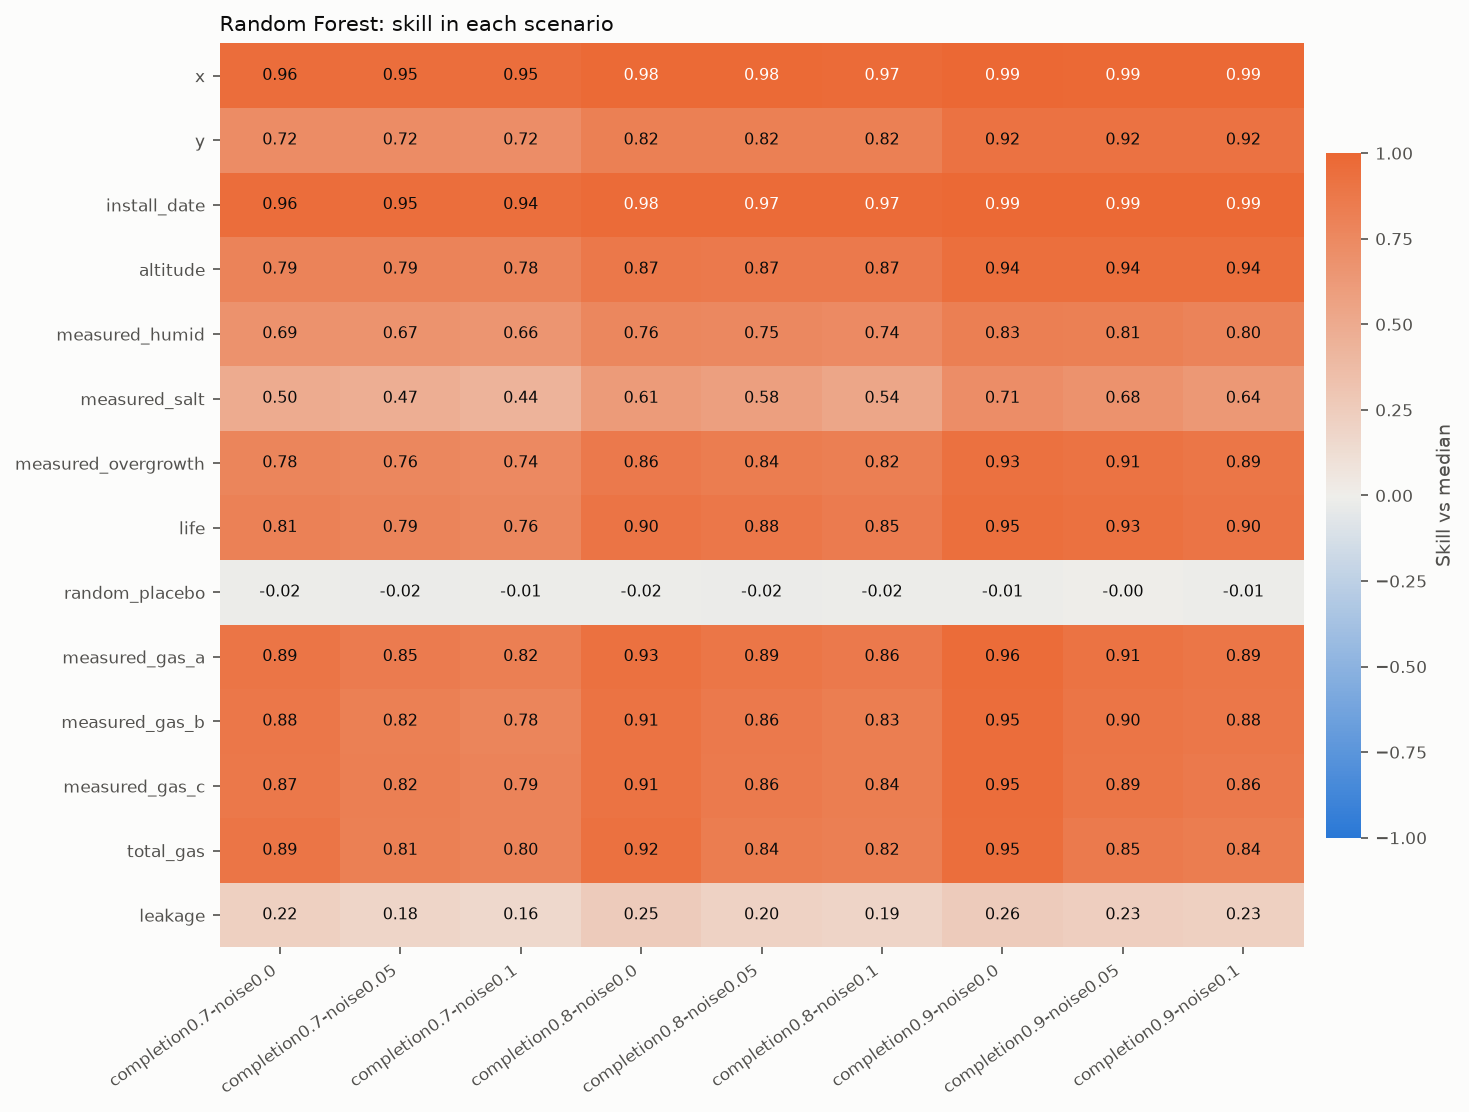 Random Forest: skill in each scenario
x 0.96 0.95 0.95 0.98 0.98 0.97 0.99 0.99 0.99
y 0.72 0.72 0.72 0.82 0.82 0.82 0.92 0.92 0.92
install_date 0.96 0.95 0.94 0.98 0.97 0.97 0.99 0.99 0.99
altitude 0.79 0.79 0.78 0.87 0.87 0.87 0.94 0.94 0.94
measured_humid 0.69 0.67 0.66 0.76 0.75 0.74 0.83 0.81 0.80
measured_salt 0.50 0.47 0.44 0.61 0.58 0.54 0.71 0.68 0.64
measured_overgrowth 0.78 0.76 0.74 0.86 0.84 0.82 0.93 0.91 0.89
life 0.81 0.79 0.76 0.90 0.88 0.85 0.95 0.93 0.90
random_placebo -0.02 -0.02 -0.01 -0.02 -0.02 -0.02 -0.01 -0.00 -0.01
measured_gas_a 0.89 0.85 0.82 0.93 0.89 0.86 0.96 0.91 0.89
measured_gas_b 0.88 0.82 0.78 0.91 0.86 0.83 0.95 0.90 0.88
measured_gas_c 0.87 0.82 0.79 0.91 0.86 0.84 0.95 0.89 0.86
total_gas 0.89 0.81 0.80 0.92 0.84 0.82 0.95 0.85 0.84
leakage 0.22 0.18 0.16 0.25 0.20 0.19 0.26 0.23 0.23
completion0.7-noise0.0
completion0.7-noise0.05
completion0.7-noise0.1
completion0.8-noise0.0
completion0.8-noise0.05
completion0.8-noise0.1
completion0.9-noise0.0
completion0.9-noise0.05
completion0.9-noise0.1
1.00
0.75
0.50
0.25
0.00
−0.25
−0.50
−0.75
−1.00
Skill vs median